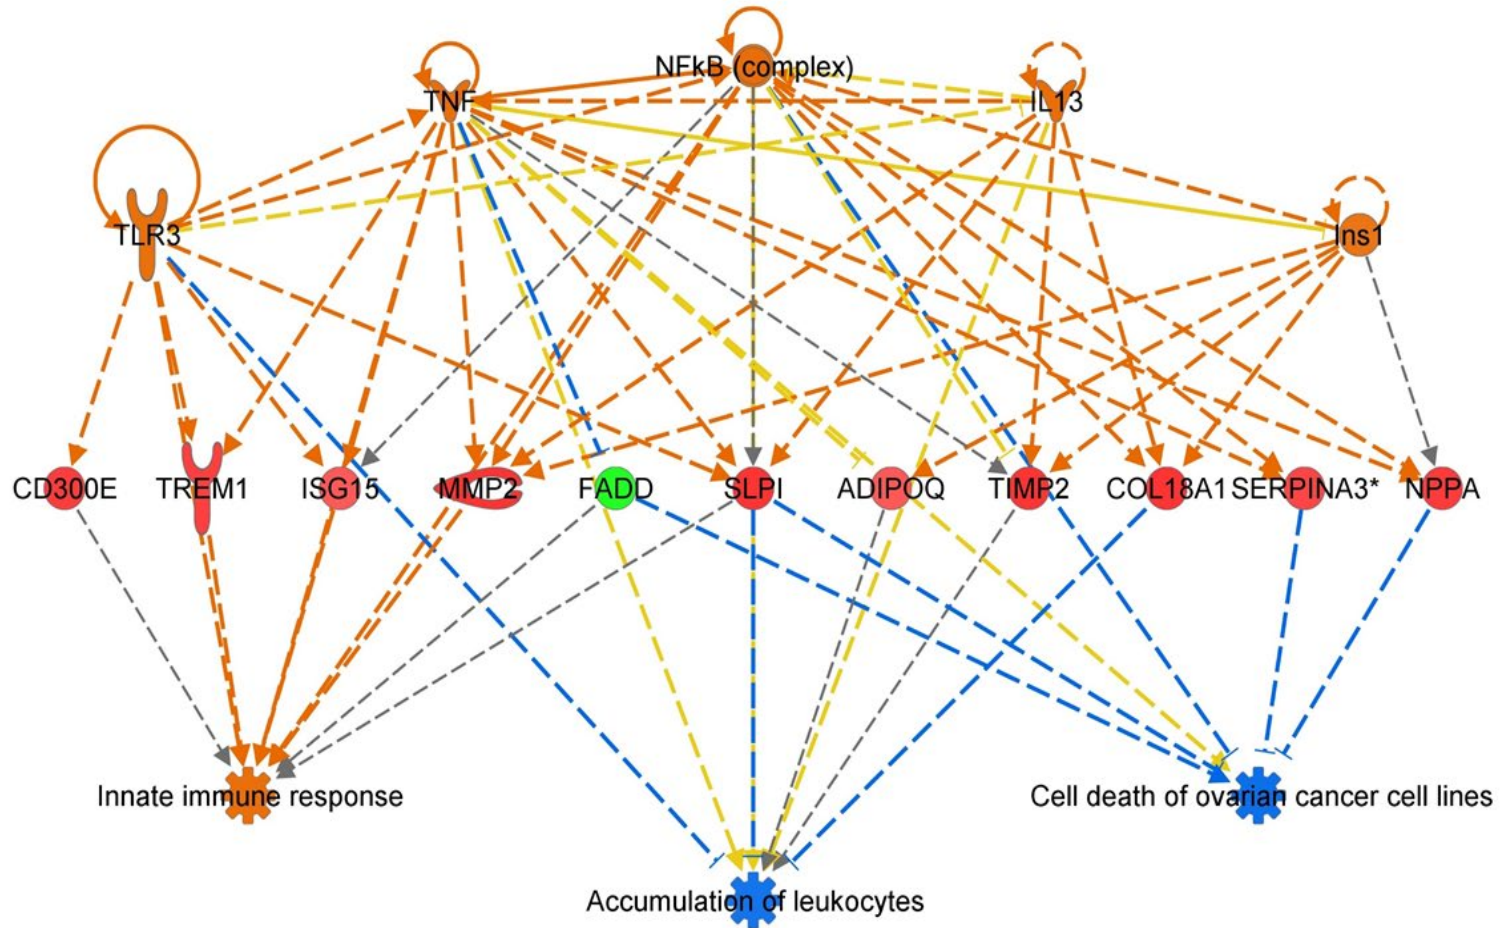 NFkB (complex)
TNF
IL13
TLR3
Ins1
CD300E
TREM1
ISG15
MMP2
FADD
SLPI
ADIPOQ
TIMP2
COL18A1
SERPINA3*
NPPA
Innate immune response
Cell death of ovarian cancer cell lines
Accumulation of leukocytes